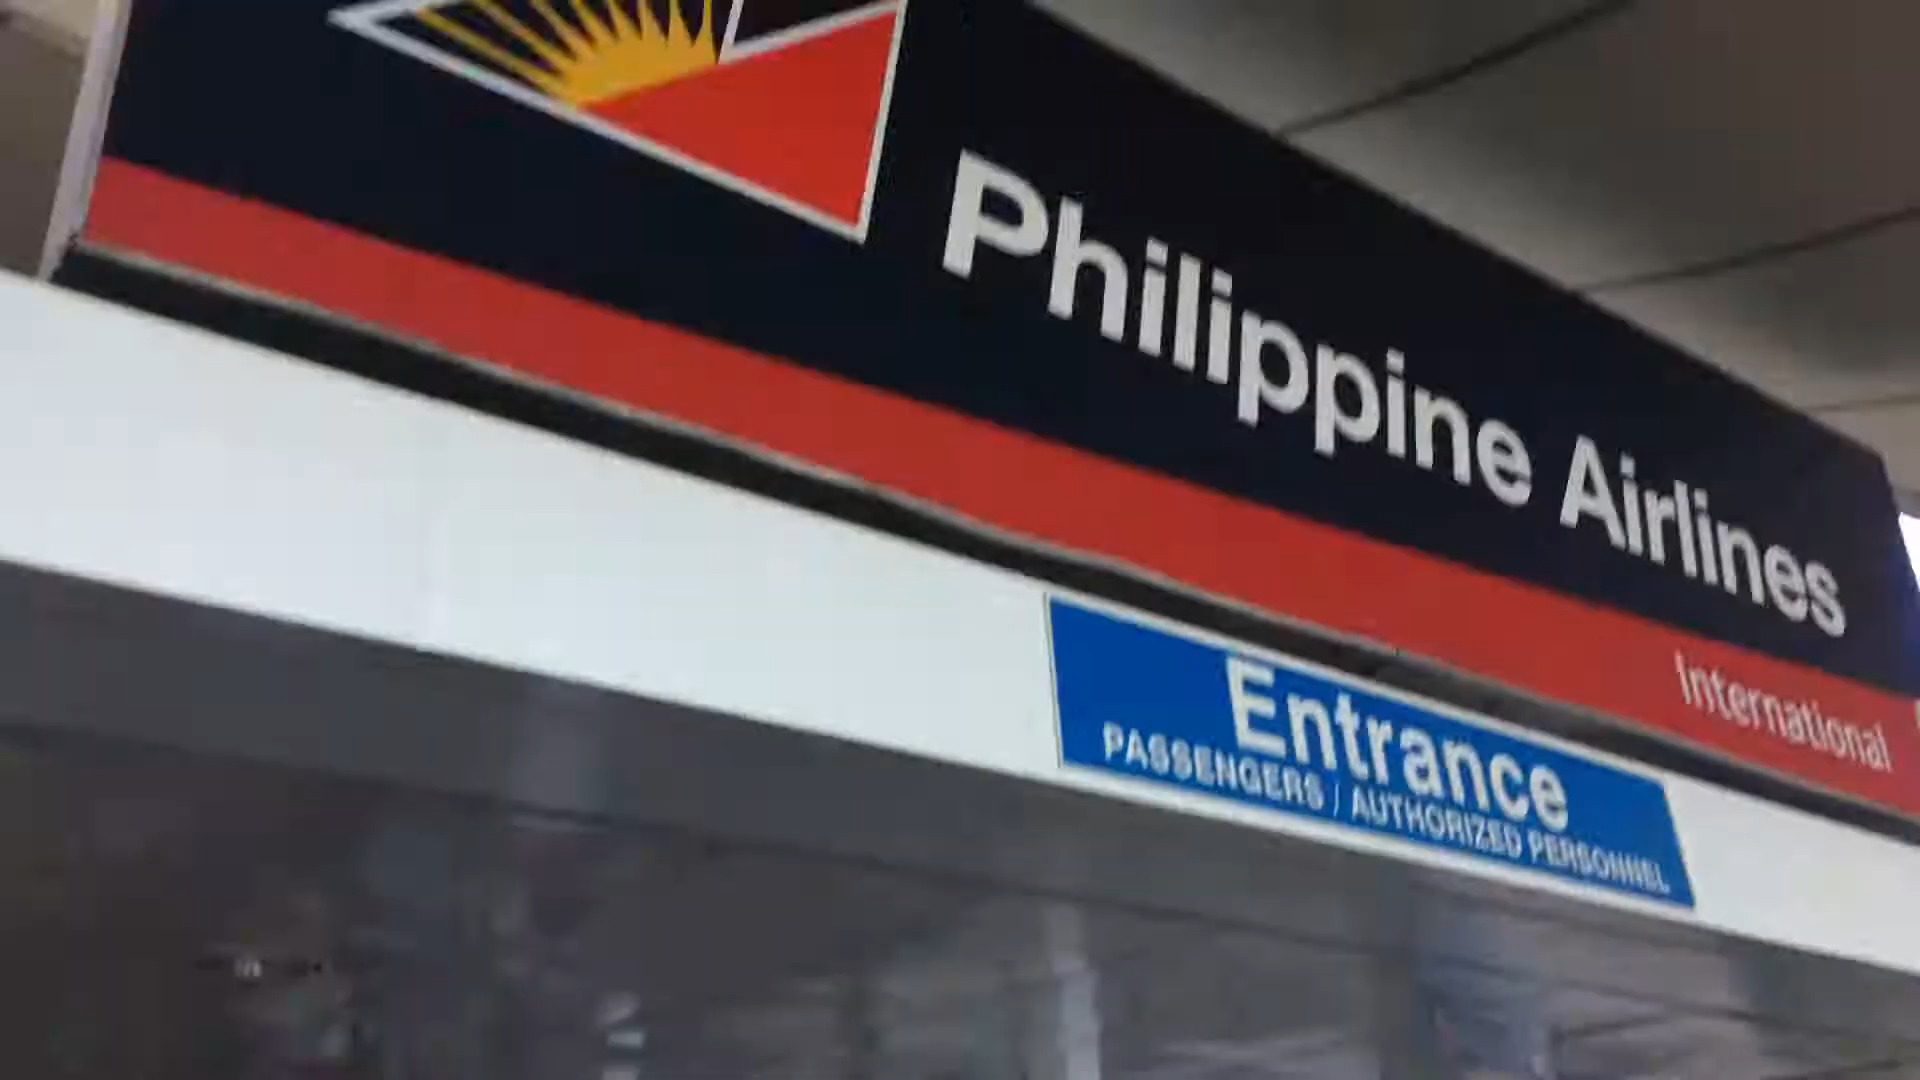 Philippine Airlines
International
Entrance
PASSENGERS / AUTHORIZED PERSONNEL